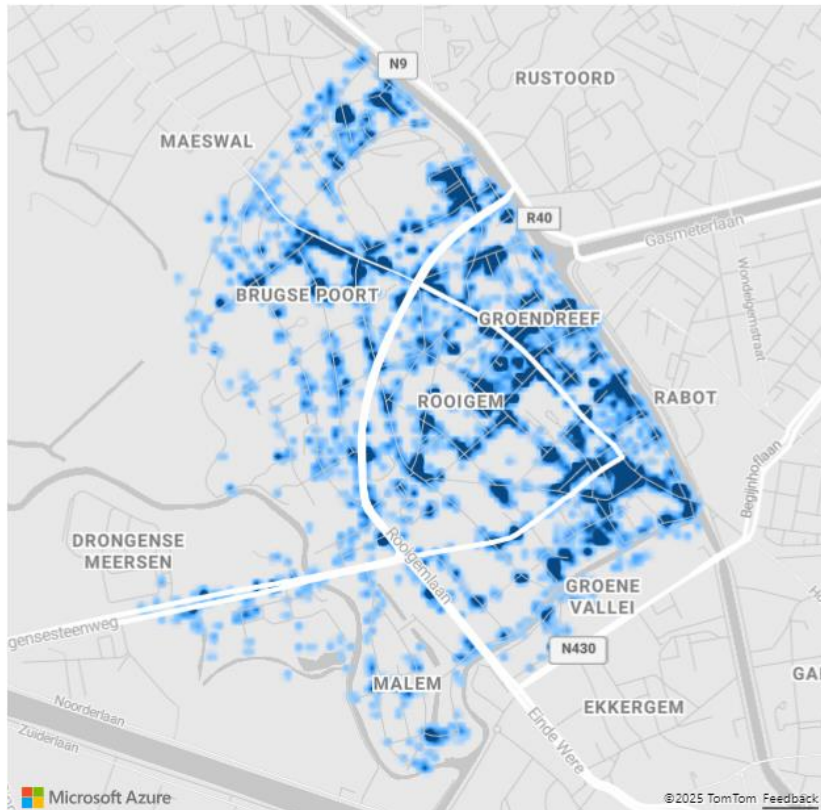 N9
RUSTOORD
MAESWAL
R40
Gasmeterlaan
Wondelgemstraat
BRUGSE POORT
GROENDREEF
RABOT
ROOIGEM
Begijnhoflaan
DRONGENSE
MEERSEN
Rooigemlaan
GROENE
VALLEI
gensesteenweg
N430
MALEM
GA
EKKERGEM
Noorderlaan
Zuiderlaan
Einde Were
Microsoft Azure
©2025 TomTom Feedback